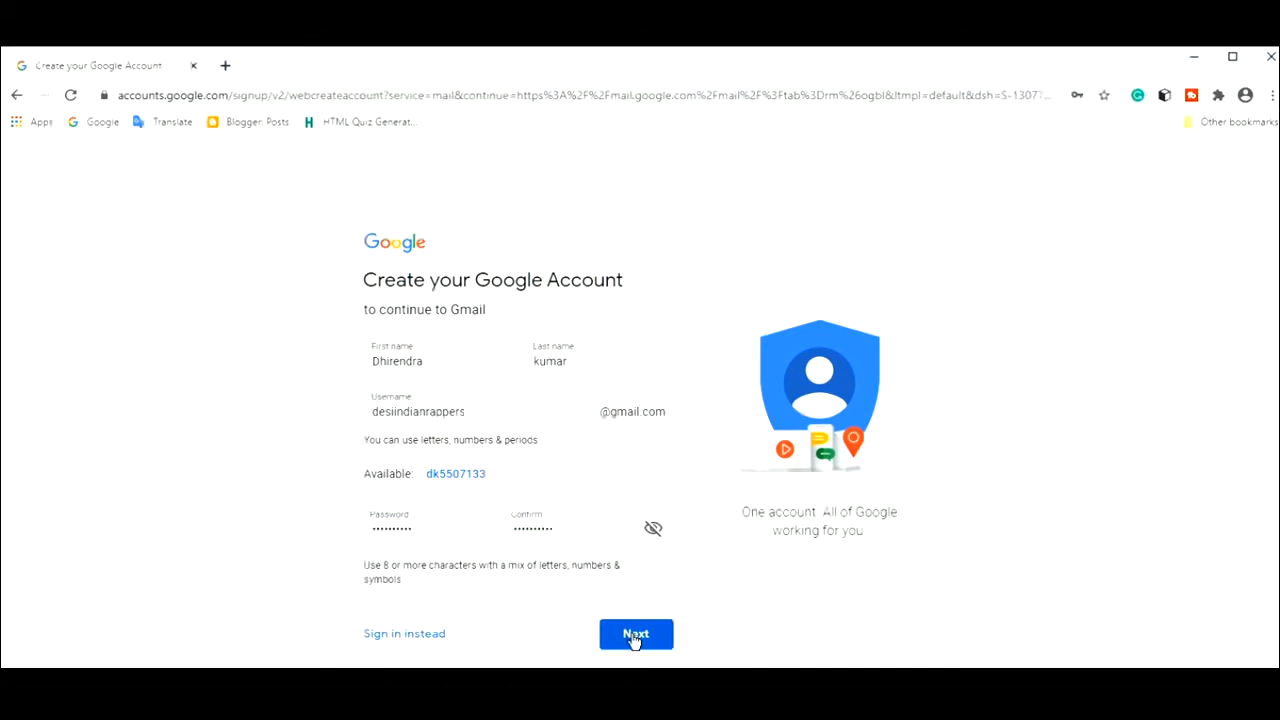 Create your Google Account
accounts.google.com/signup/v2/webcreateaccount?service=mail&continue=https%3A%2F%2Fmail.google.com%2Fmail%2F%3Ftab%3Drm%26ogbl&ltmpl=default&dsh=S-1307?...
Apps Google Translate Blogger: Posts HTML Quiz Generat... Other bookmarks
Google
Create your Google Account
to continue to Gmail
First name Last name
Dhirendra kumar
Username
desiindianrappers @gmail.com
You can use letters, numbers & periods
Available: dk5507133
Password Confirm
•••••••••• ••••••••••
Use 8 or more characters with a mix of letters, numbers &
symbols
Sign in instead Next
One account All of Google
working for you